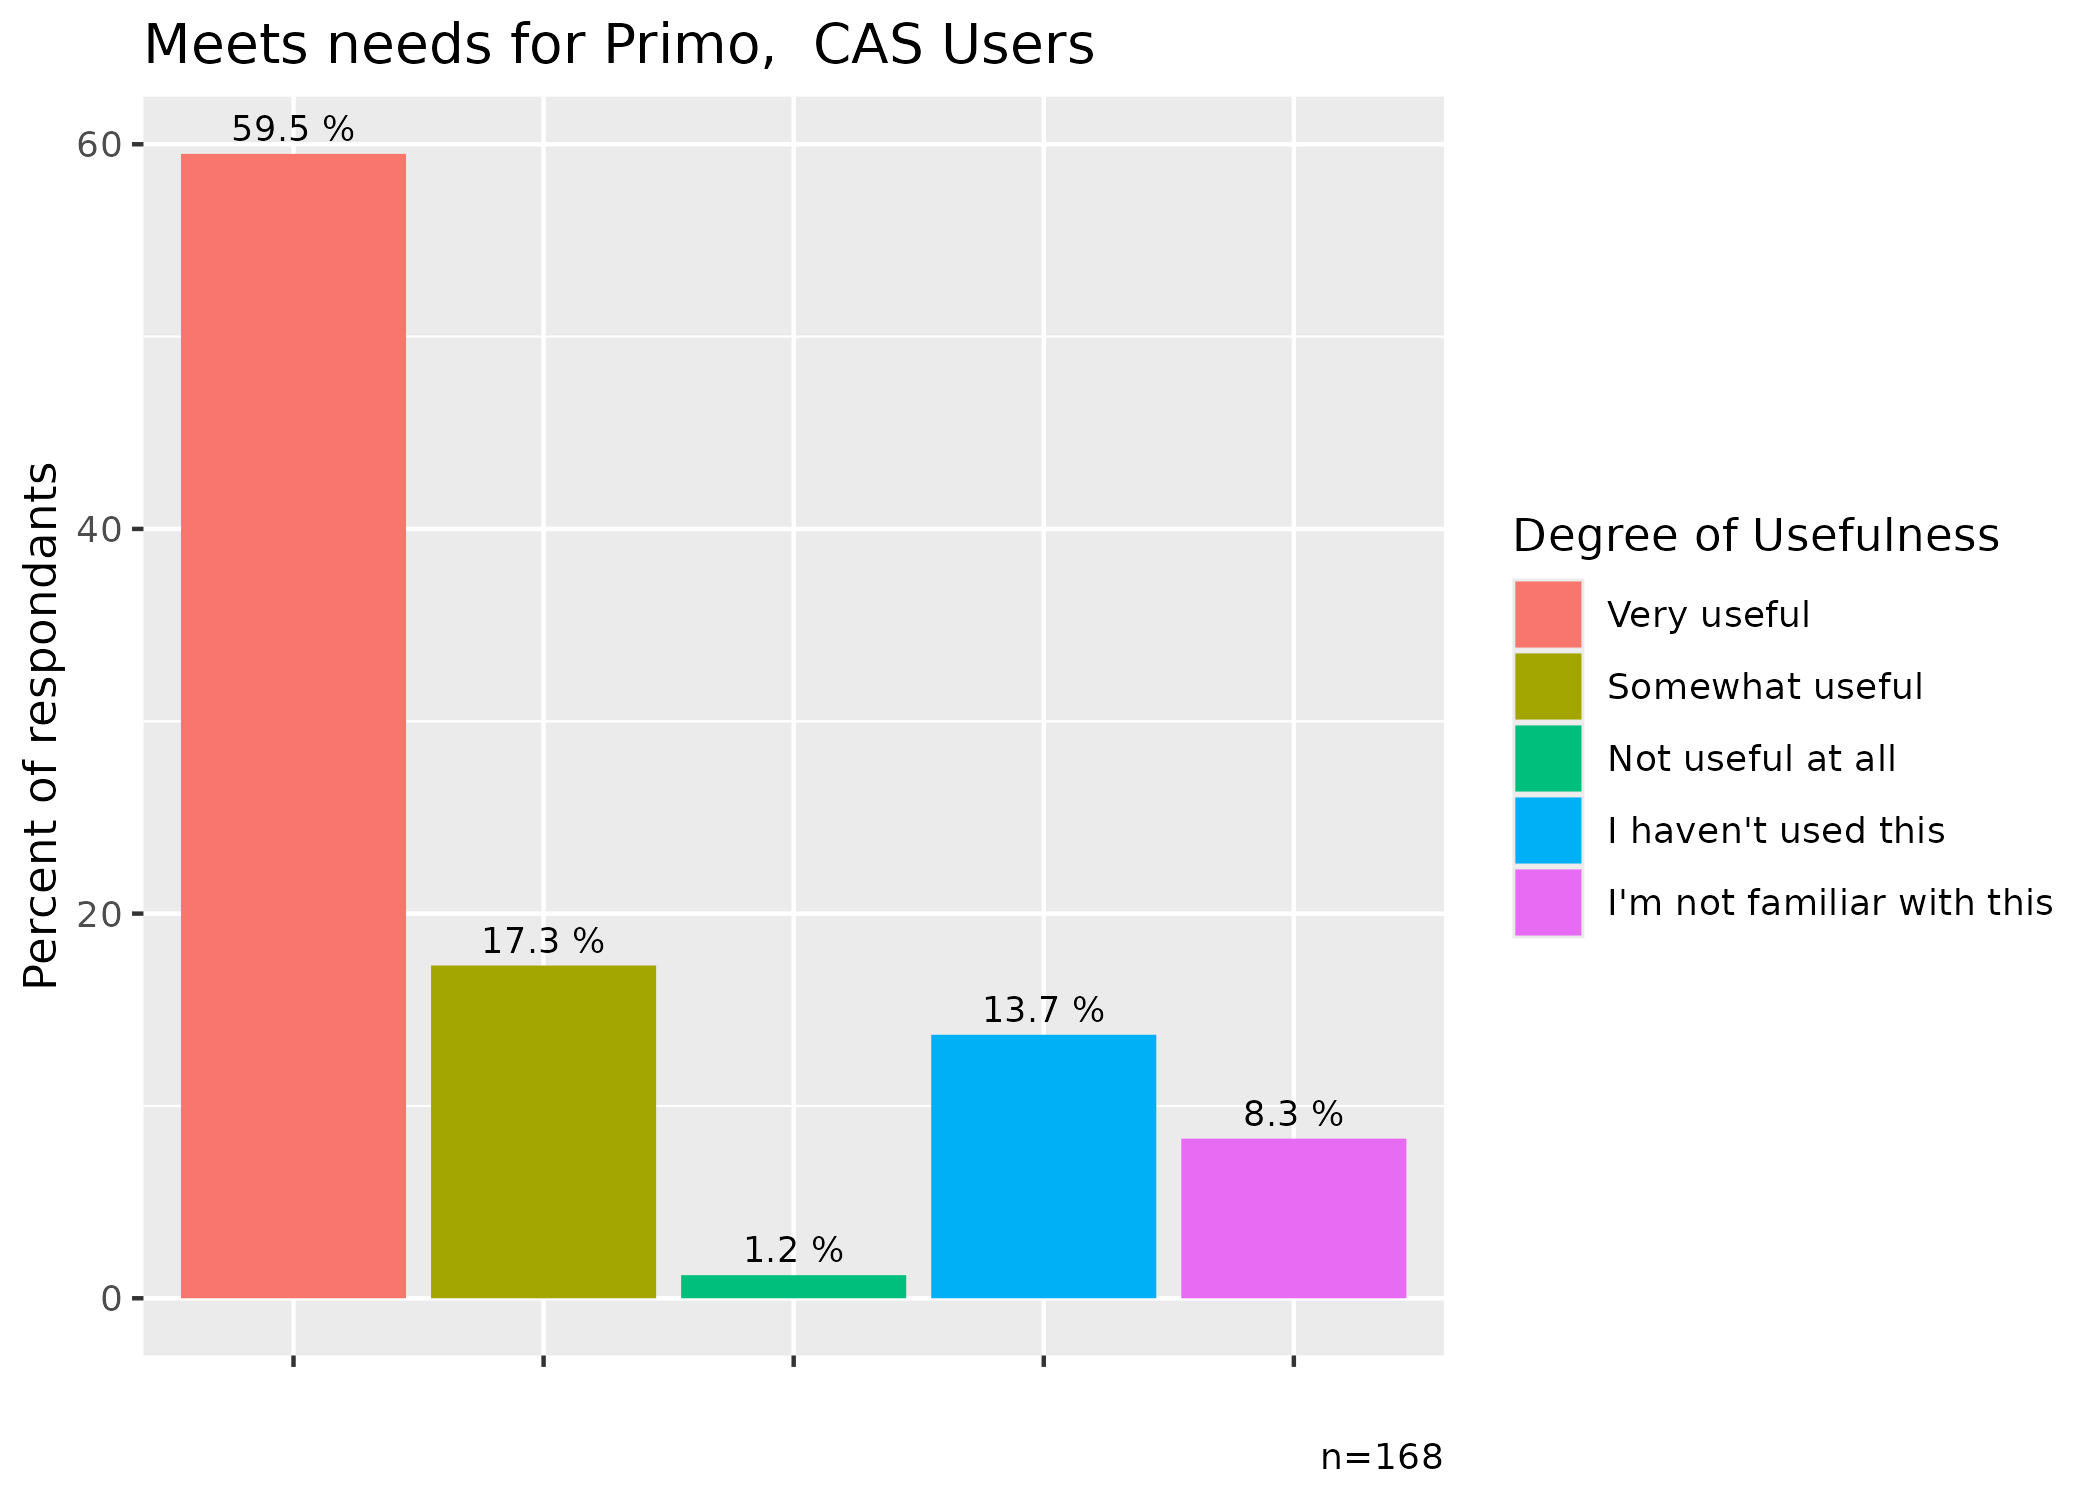 Meets needs for Primo,  CAS Users
Percent of respondants
60
40
20
0
59.5 %
17.3 %
1.2 %
13.7 %
8.3 %
Degree of Usefulness
Very useful
Somewhat useful
Not useful at all
I haven't used this
I'm not familiar with this
n=168